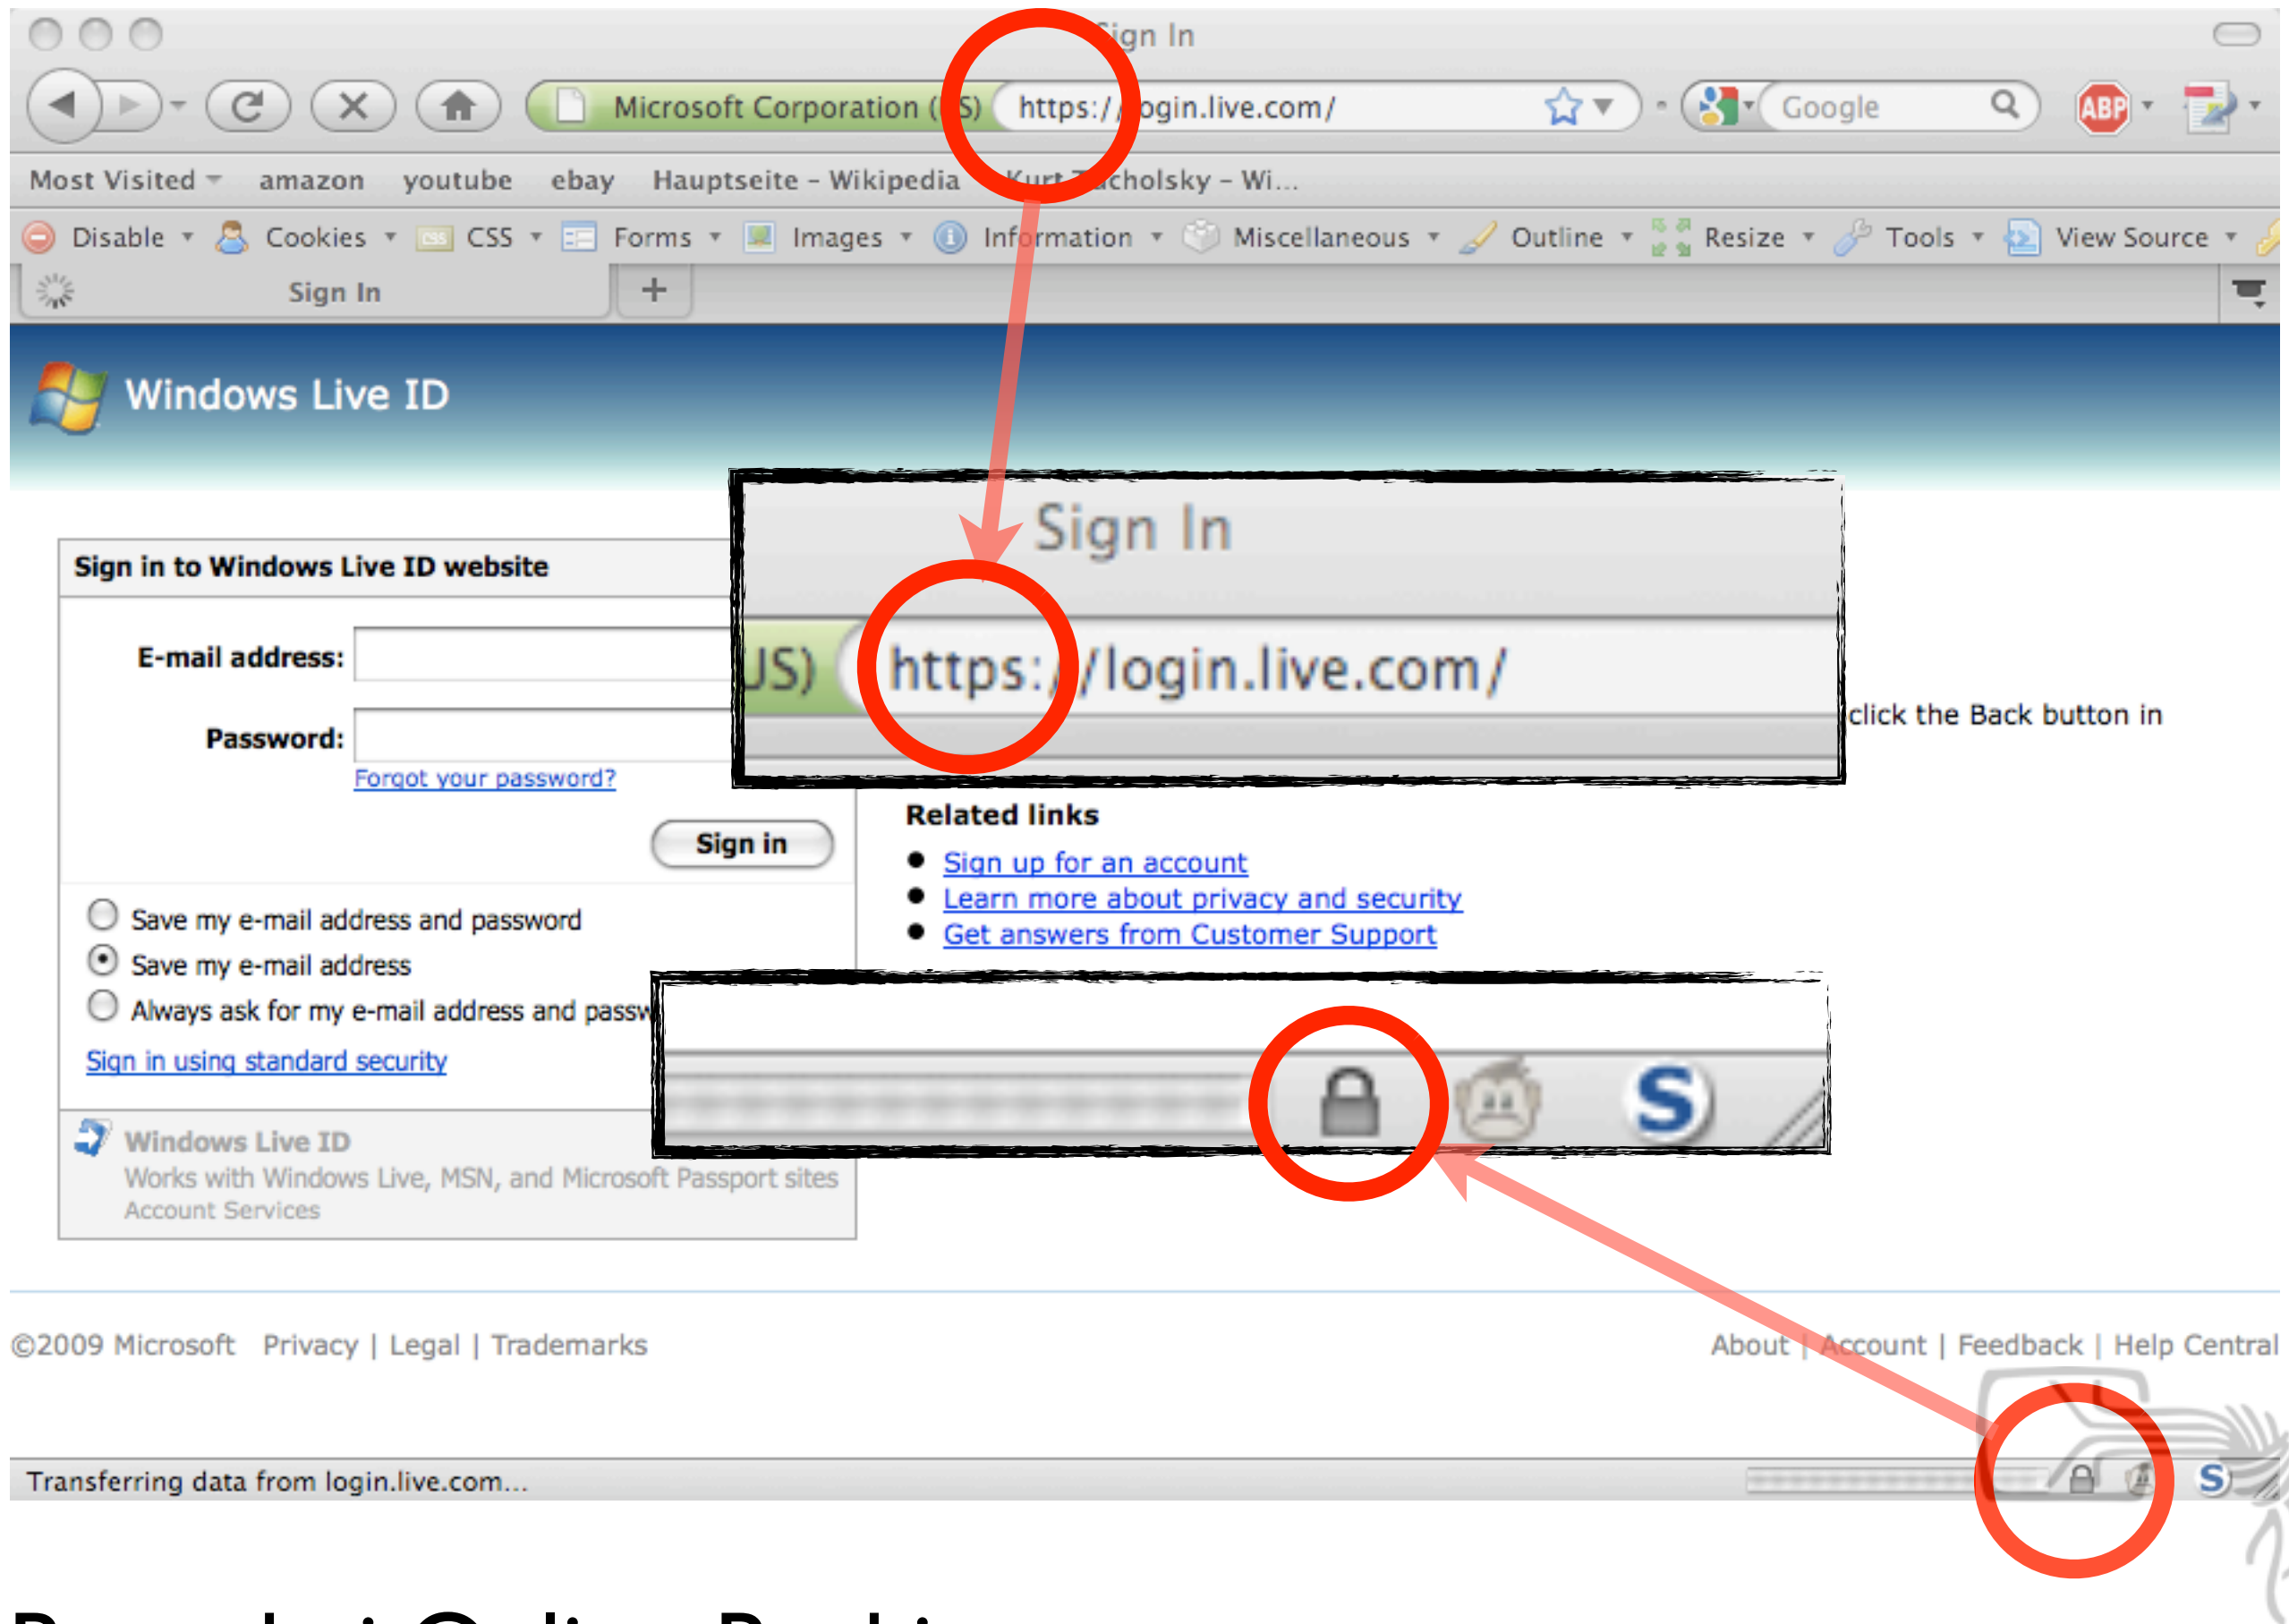 Sign In
Microsoft Corporation (US) https://login.live.com/ Google ABP
Most Visited amazon youtube ebay Hauptseite - Wikipedia Kurt Tucholsky - Wi...
Disable Cookies CSS Forms Images Information Miscellaneous Outline Resize Tools View Source
Sign In +
Windows Live ID
Sign In
US) https://login.live.com/
Sign in to Windows Live ID website
E-mail address:
Password:
Forgot your password?
Sign in
click the Back button in
Related links
Sign up for an account
Learn more about privacy and security
Get answers from Customer Support
Save my e-mail address and password
Save my e-mail address
Always ask for my e-mail address and passw
Sign in using standard security
S
Windows Live ID
Works with Windows Live, MSN, and Microsoft Passport sites
Account Services
©2009 Microsoft Privacy | Legal | Trademarks
About | Account | Feedback | Help Central
Transferring data from login.live.com...
S